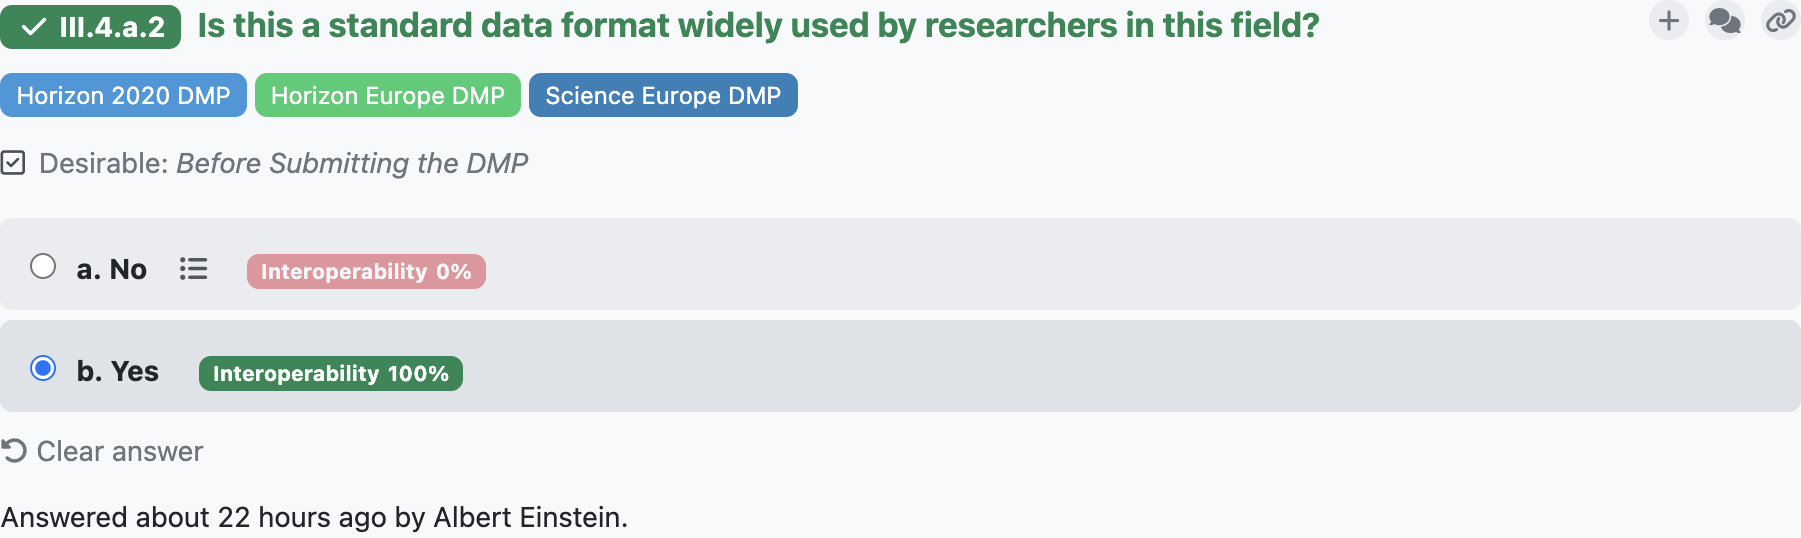 III.4.a.2 Is this a standard data format widely used by researchers in this field?
Horizon 2020 DMP Horizon Europe DMP Science Europe DMP
Desirable: Before Submitting the DMP
a. No Interoperability 0%
b. Yes Interoperability 100%
Clear answer
Answered about 22 hours ago by Albert Einstein.